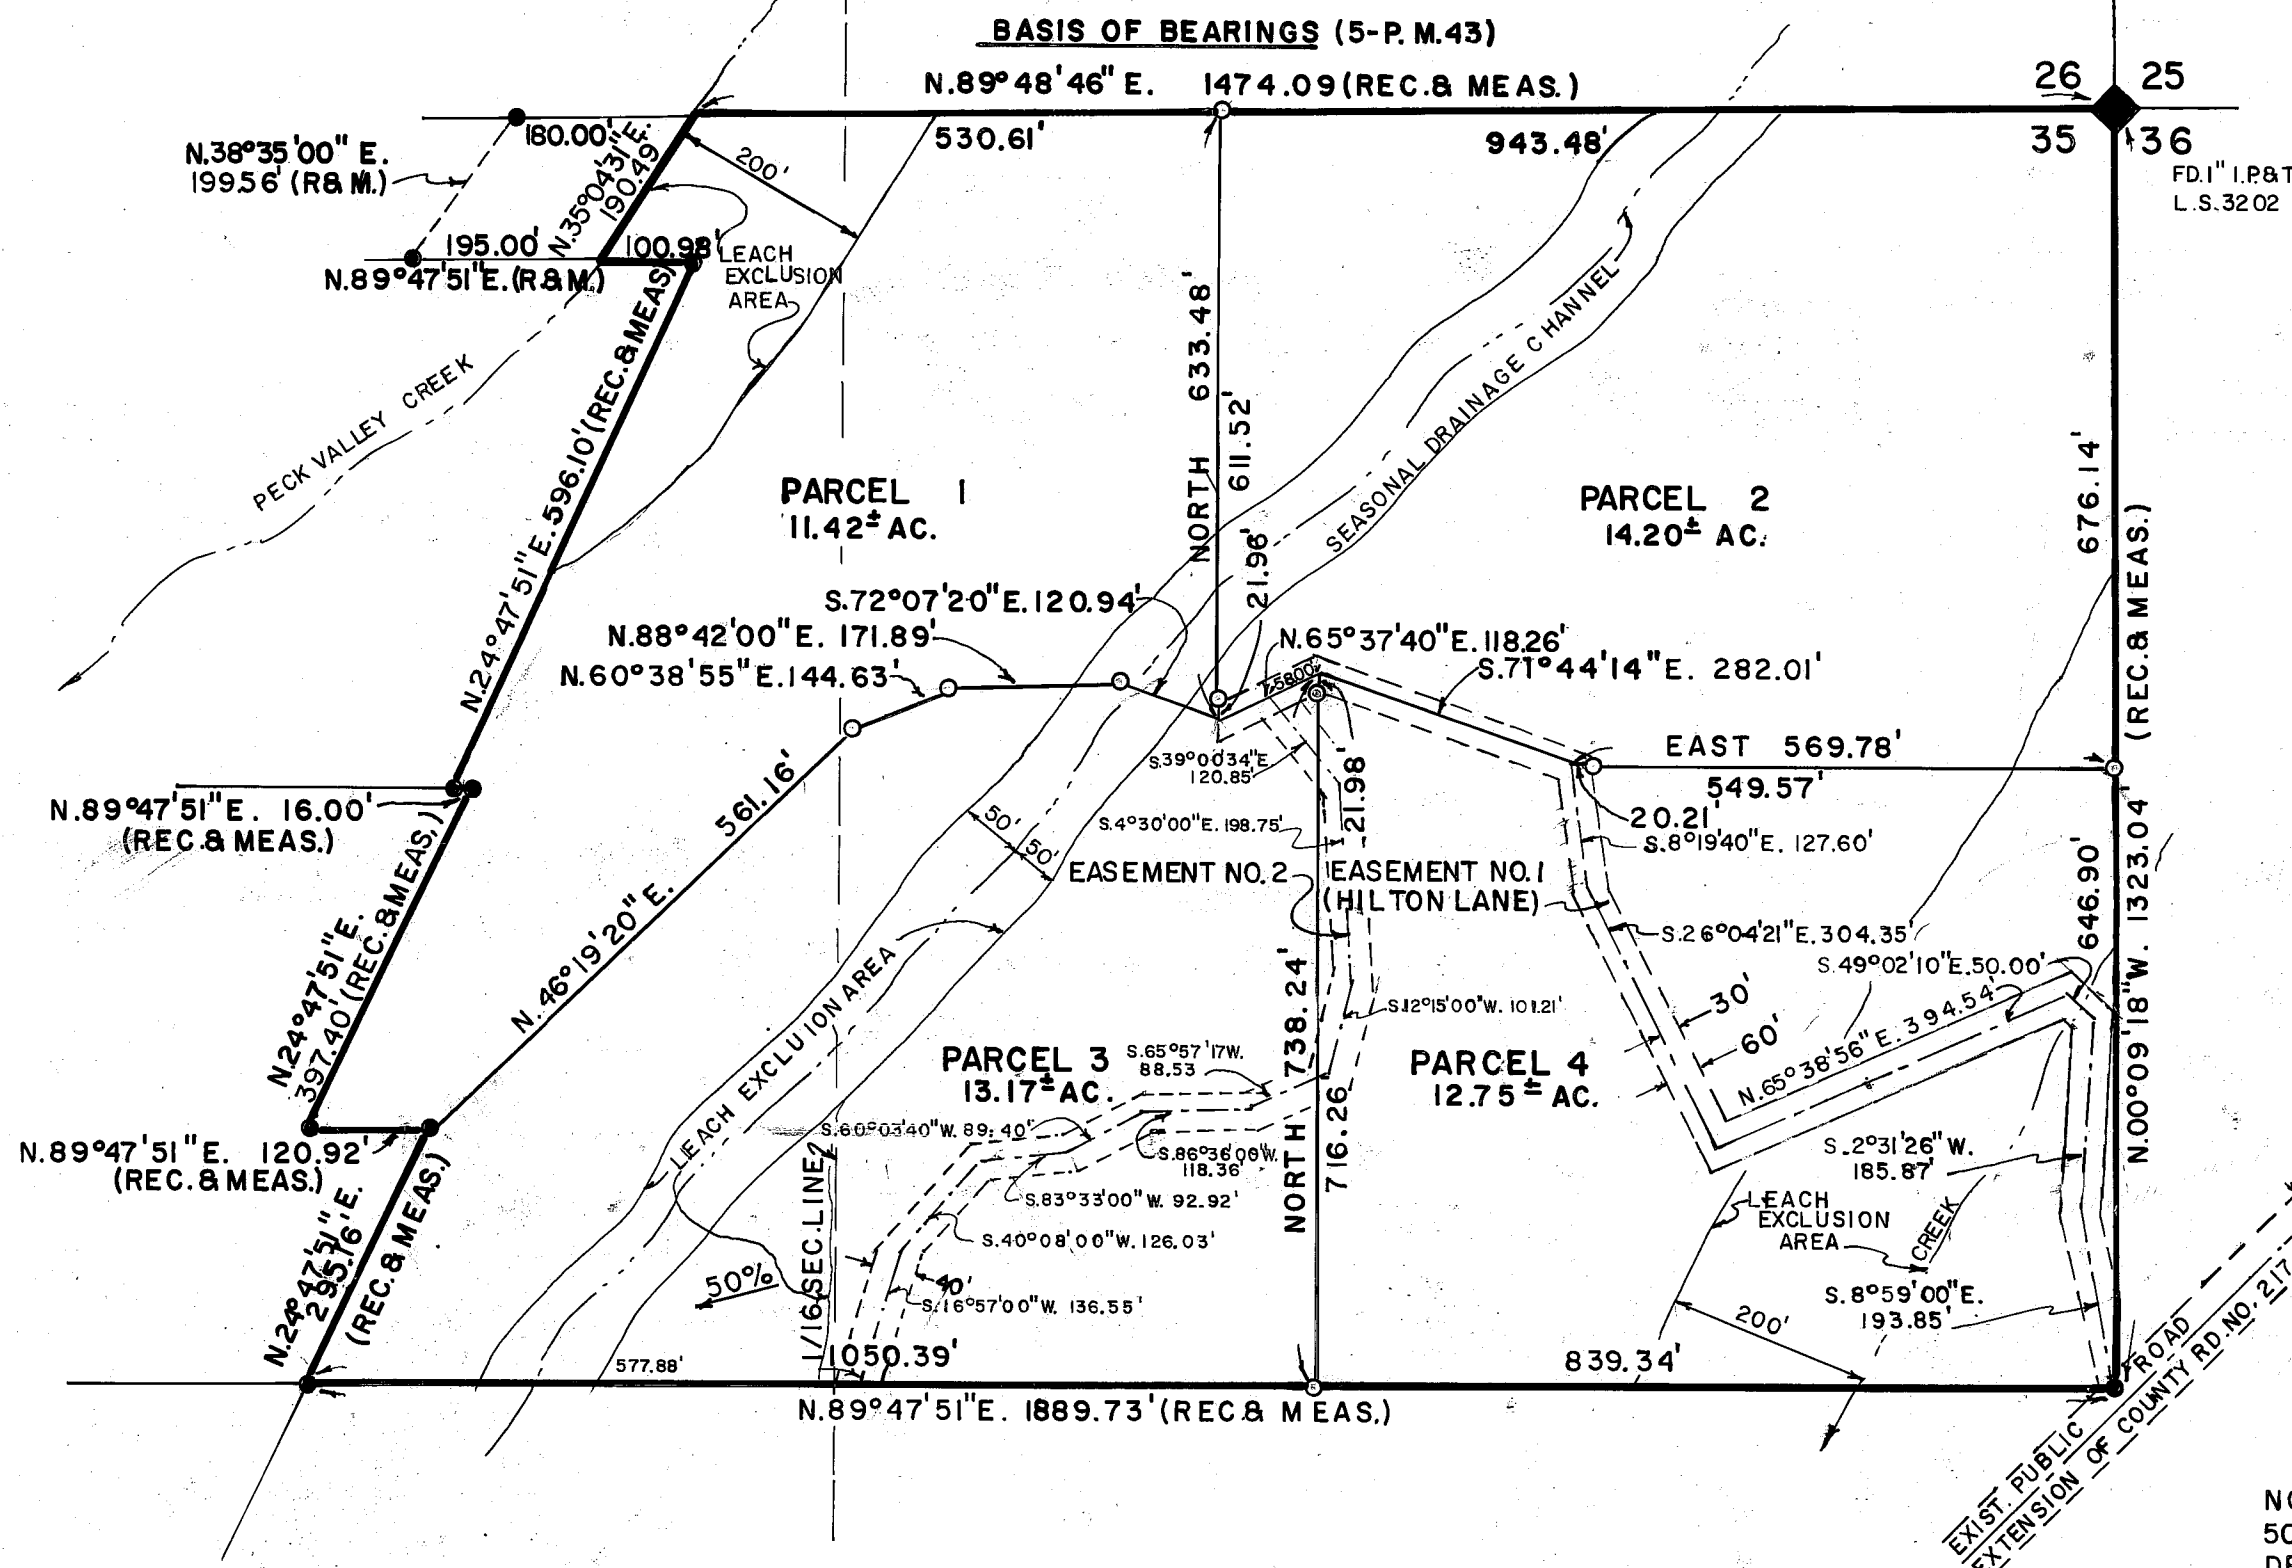 BASIS OF BEARINGS (5-P.M.43)
N.89°48'46" E. 1474.09 (REC.& MEAS.)
26 25
35 36
FD.1" I.P.&T
L.S.3202
180.00'
530.61'
943.48'
N.38°35'00" E.
199.56' (R&M.)
N.35°04'31" E.
190.49'
200'
195.00'
100.98'
N.89°47'51"E.(R&M.)
LEACH
EXCLUSION
AREA
PECK VALLEY CREEK
N.24°47'51"E.596.10'(REC.&MEAS)
NORTH 633.48'
611.52'
21.96'
SEASONAL DRAINAGE CHANNEL
PARCEL 1
11.42± AC.
PARCEL 2
14.20± AC.
676.14'
(REC.& MEAS.)
S.72°07'20"E.120.94'
N.88°42'00"E. 171.89'
N.60°38'55"E.144.63'
N.65°37'40"E.118.26'
S.71°44'14"E. 282.01'
EAST 569.78'
549.57'
20.21'
S.39°00'34"E
120.85'
21.98'
S.4°30'00"E. 198.75'
S.8°19'40"E. 127.60'
N.89°47'51"E. 16.00'
(REC.& MEAS.)
561.16'
N.46°19'20"E.
50'
50'
EASEMENT NO.2
EASEMENT NO.1
(HILTON LANE)
646.90'
N.00°09'18"W. 1323.04'
S.26°04'21"E.304.35'
S.49°02'10"E.50.00'
N.24°47'51"E.
397.40'(REC.&MEAS.)
LEACH EXCLUION AREA
S.12°15'00"W. 101.21'
30'
60'
N.65°38'56"E. 394.54'
PARCEL 3
13.17± AC.
S.65°57'17W.
88.53
NORTH 738.24'
716.26'
PARCEL 4
12.75± AC.
N.89°47'51"E. 120.92'
(REC.& MEAS.)
S.60°03'40"W. 89.40'
S.86°36'00"W.
118.36'
S.83°33'00"W. 92.92'
S.40°08'00"W.126.03'
40'
S.16°57'00"W. 136.55'
S.2°31'26" W.
185.87'
LEACH
EXCLUSION
AREA
CREEK
S.8°59'00"E.
193.85'
N.24°47'51"E.
295.16'
(REC.& MEAS.)
1/16 SEC.LINE
50%
200'
577.88'
1050.39'
839.34'
N.89°47'51"E. 1889.73'(REC.& MEAS.)
EXIST. PUBLIC ROAD
EXTENSION OF COUNTY RD.NO. 217